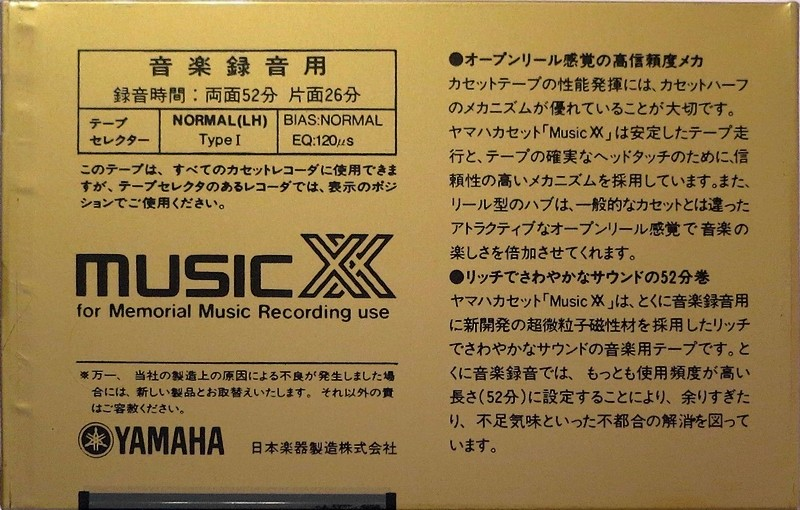 音楽録音用
録音時間：両面52分 片面26分
テープ
セレクター
NORMAL(LH)
Type I
BIAS:NORMAL
EQ:120μs
このテープは、すべてのカセットレコーダに使用できま
すが、テープセレクタのあるレコーダでは、表示のポジ
ションでご使用ください。
MUSIC XX
for Memorial Music Recording use
※万一、当社の製造上の原因による不良が発生しました場
合には、新しい製品とお取替えいたします。それ以外の責
はご容赦ください。
YAMAHA 日本楽器製造株式会社
●オープンリール感覚の高信頼度メカ
カセットテープの性能発揮には、カセットハーフ
のメカニズムが優れていることが大切です。
ヤマハカセット「Music XX」は安定したテープ走
行と、テープの確実なヘッドタッチのために、信
頼性の高いメカニズムを採用しています。また、
リール型のハブは、一般的なカセットとは違った
アトラクティブなオープンリール感覚で音楽の
楽しさを倍加させてくれます。
●リッチでさわやかなサウンドの52分巻
ヤマハカセット「Music XX」は、とくに音楽録音用
に新開発の超微粒子磁性材を採用したリッチ
でさわやかなサウンドの音楽用テープです。と
くに音楽録音では、もっとも使用頻度が高い
長さ(52分)に設定することにより、余りすぎた
り、不足気味といった不都合の解消を図って
います。